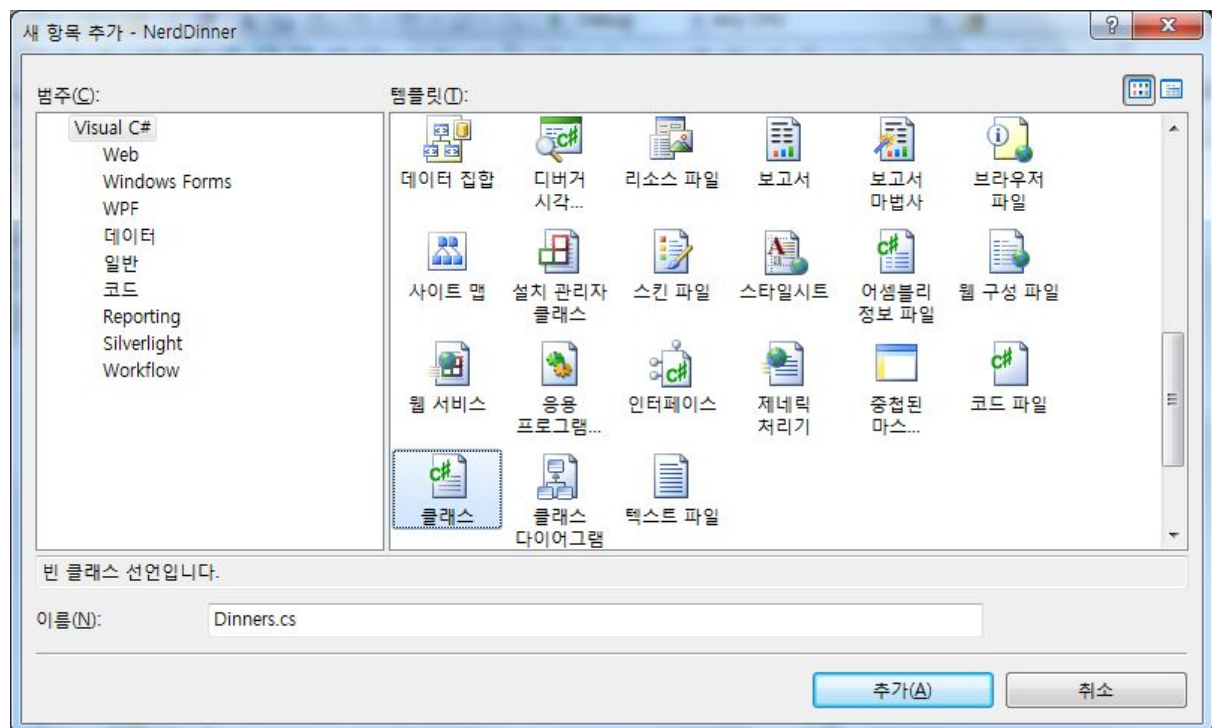 새 항목 추가 - NerdDinner
범주(C):
템플릿(T):
Visual C#
Web
Windows Forms
WPF
데이터
일반
코드
Reporting
Silverlight
Workflow
데이터 집합
디버거
시각...
리소스 파일
보고서
보고서
마법사
브라우저
파일
사이트 맵
설치 관리자
클래스
스킨 파일
스타일시트
어셈블리
정보 파일
웹 구성 파일
웹 서비스
응용
프로그램...
인터페이스
제네릭
처리기
중첩된
마스...
코드 파일
클래스
클래스
다이어그램
텍스트 파일
빈 클래스 선언입니다.
이름(N):
Dinners.cs
추가(A)
취소